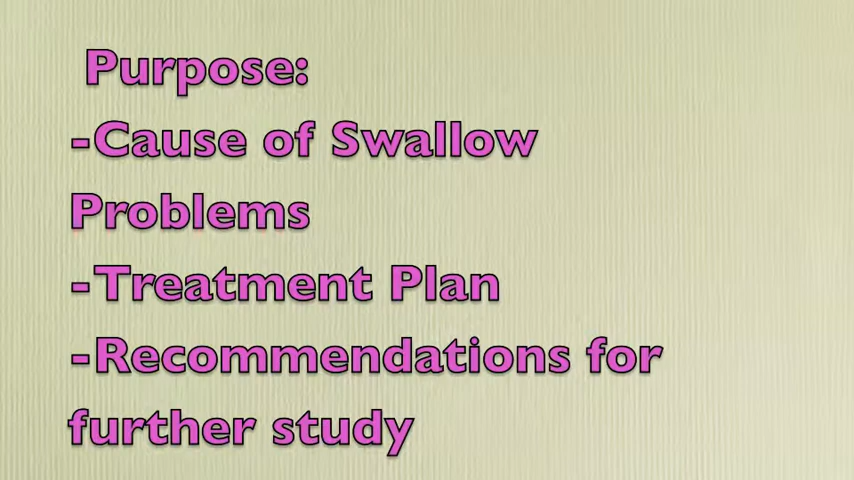 Purpose:
-Cause of Swallow
Problems
-Treatment Plan
-Recommendations for
further study